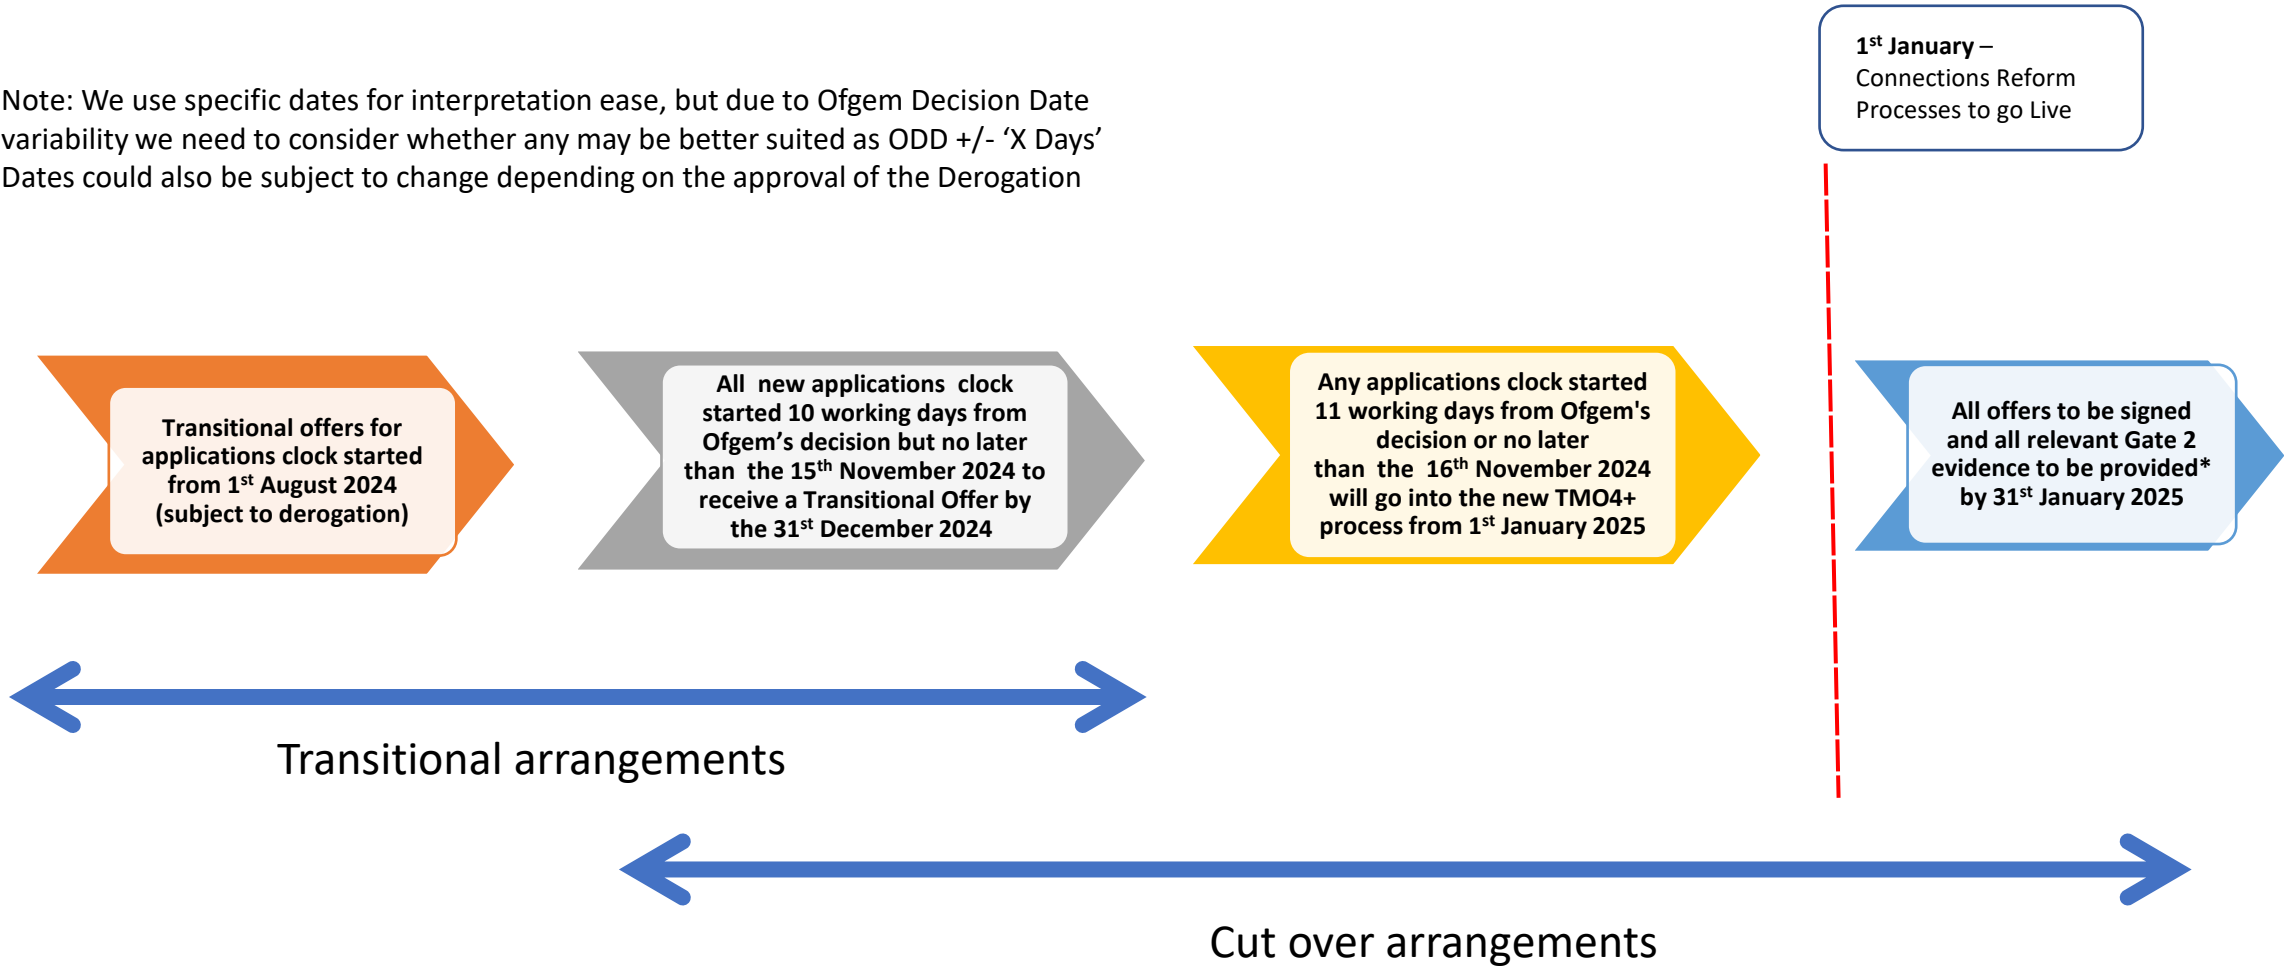 1st January –
Connections Reform
Processes to go Live
Note: We use specific dates for interpretation ease, but due to Ofgem Decision Date
variability we need to consider whether any may be better suited as ODD +/- ‘X Days’
Dates could also be subject to change depending on the approval of the Derogation
Transitional offers for
applications clock started
from 1st August 2024
(subject to derogation)
All new applications clock
started 10 working days from
Ofgem’s decision but no later
than the 15th November 2024 to
receive a Transitional Offer by
the 31st December 2024
Any applications clock started
11 working days from Ofgem's
decision or no later
than the 16th November 2024
will go into the new TMO4+
process from 1st January 2025
All offers to be signed
and all relevant Gate 2
evidence to be provided*
by 31st January 2025
Transitional arrangements
Cut over arrangements